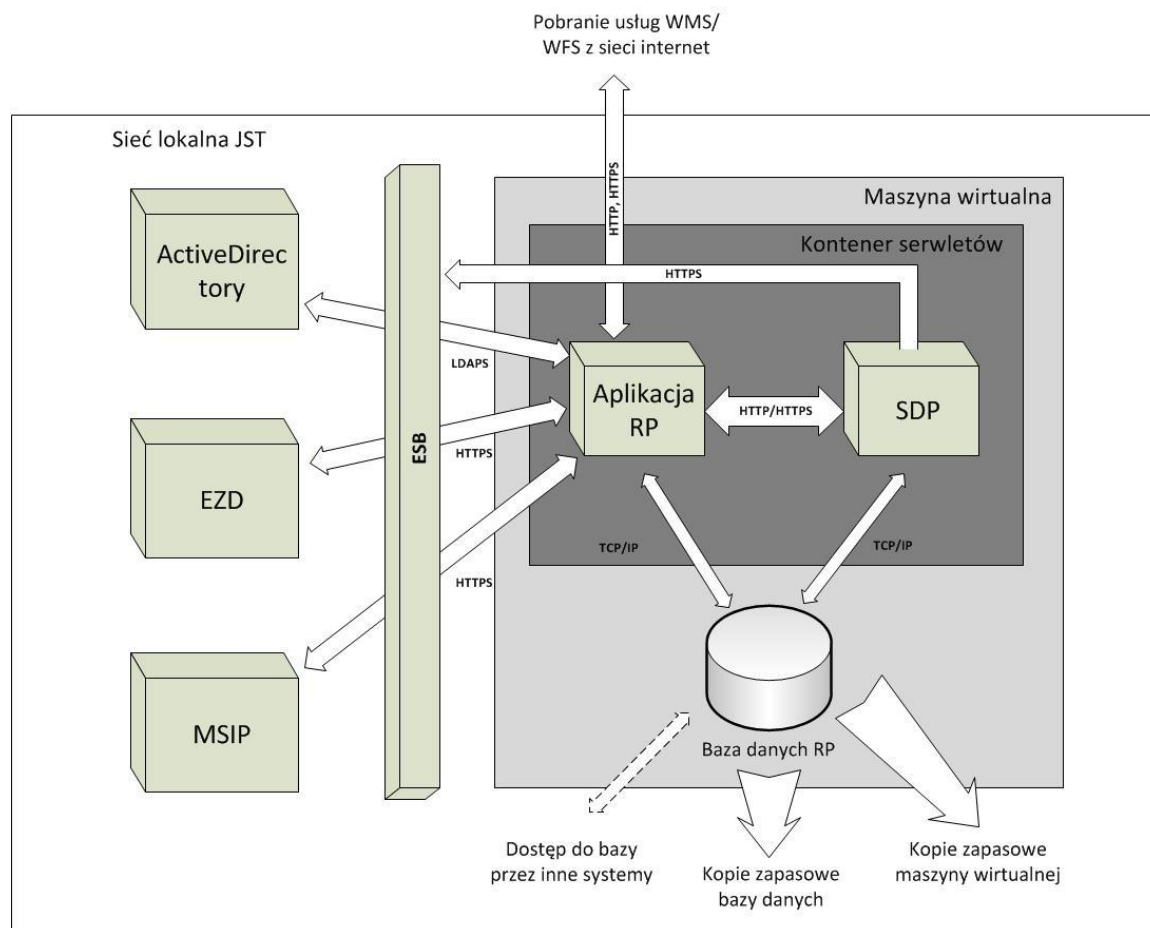 Pobranie usług WMS/
WFS z sieci internet
Sieć lokalna JST
HTTP, HTTPS
Maszyna wirtualna
Kontener serwletów
ActiveDirec
tory
HTTPS
LDAPS
Aplikacja
RP
HTTP/HTTPS
SDP
ESB
HTTPS
EZD
TCP/IP
TCP/IP
HTTPS
MSIP
Baza danych RP
Dostęp do bazy
przez inne systemy
Kopie zapasowe
bazy danych
Kopie zapasowe
maszyny wirtualnej